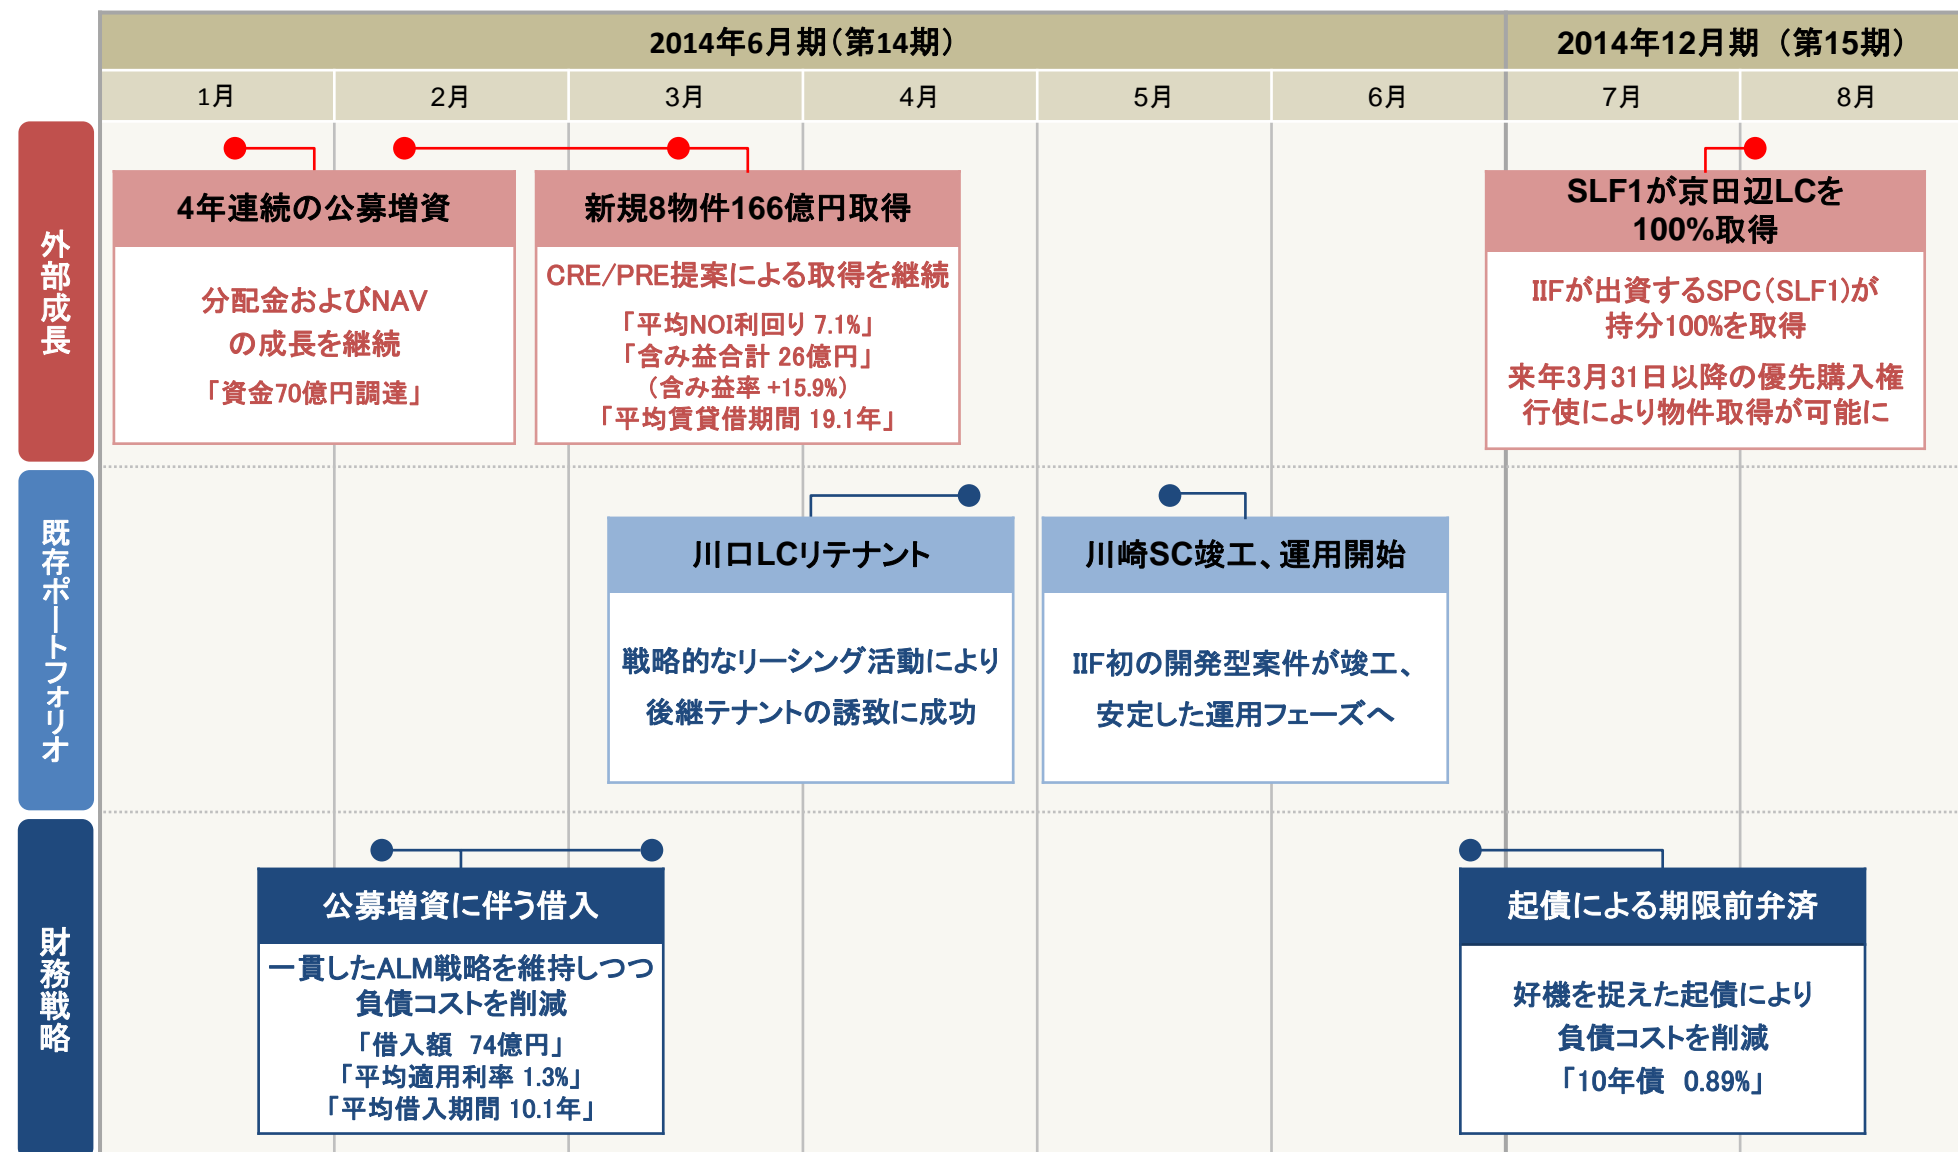 2014年6月期（第14期）
2014年12月期 （第15期）
1月
2月
3月
4月
5月
6月
7月
8月
外部成長
4年連続の公募増資
分配金およびNAV
の成長を継続
「資金70億円調達」
新規8物件166億円取得
CRE/PRE提案による取得を継続
「平均NOI利回り 7.1%」
「含み益合計 26億円」
（含み益率 +15.9%）
「平均賃貸借期間 19.1年」
SLF1が京田辺LCを
100%取得
IIFが出資するSPC（SLF1)が
持分100%を取得
来年3月31日以降の優先購入権
行使により物件取得が可能に
既存ポートフォリオ
川口LCリテナント
戦略的なリーシング活動により
後継テナントの誘致に成功
川崎SC竣工、運用開始
IIF初の開発型案件が竣工、
安定した運用フェーズへ
財務戦略
公募増資に伴う借入
一貫したALM戦略を維持しつつ
負債コストを削減
「借入額　74億円」
「平均適用利率 1.3%」
「平均借入期間 10.1年」
起債による期限前弁済
好機を捉えた起債により
負債コストを削減
「10年債　0.89%」